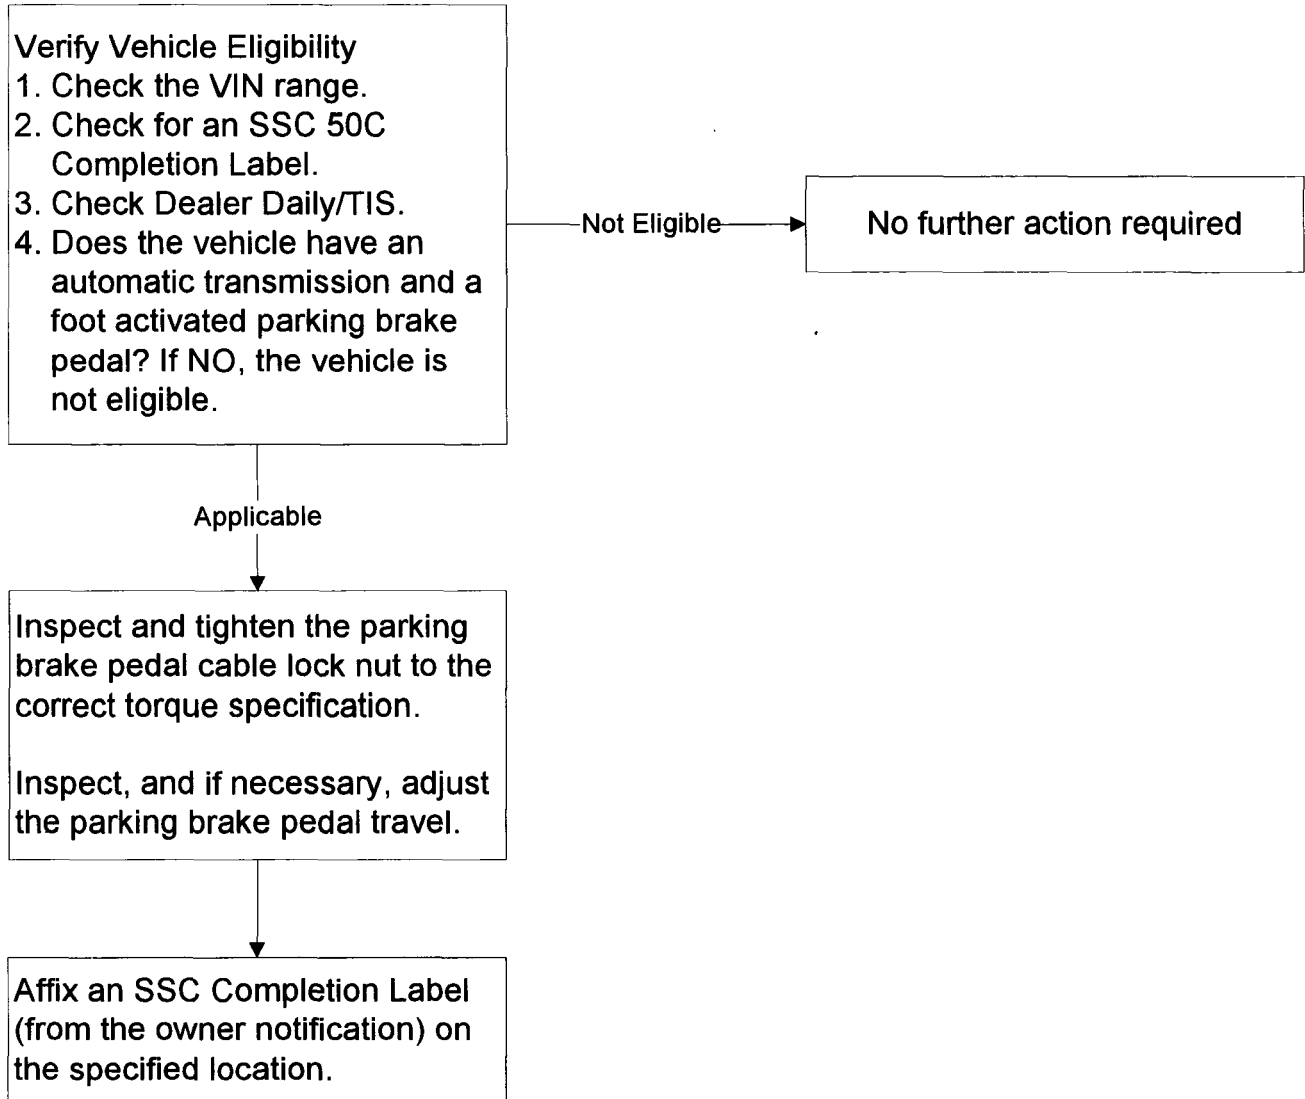 Verify Vehicle Eligibility
1. Check the VIN range.
2. Check for an SSC 50C
Completion Label.
3. Check Dealer Daily/TIS.
4. Does the vehicle have an
automatic transmission and a
foot activated parking brake
pedal? If NO, the vehicle is
not eligible.
Not Eligible
No further action required
Applicable
Inspect and tighten the parking
brake pedal cable lock nut to the
correct torque specification.
Inspect, and if necessary, adjust
the parking brake pedal travel.
Affix an SSC Completion Label
(from the owner notification) on
the specified location.